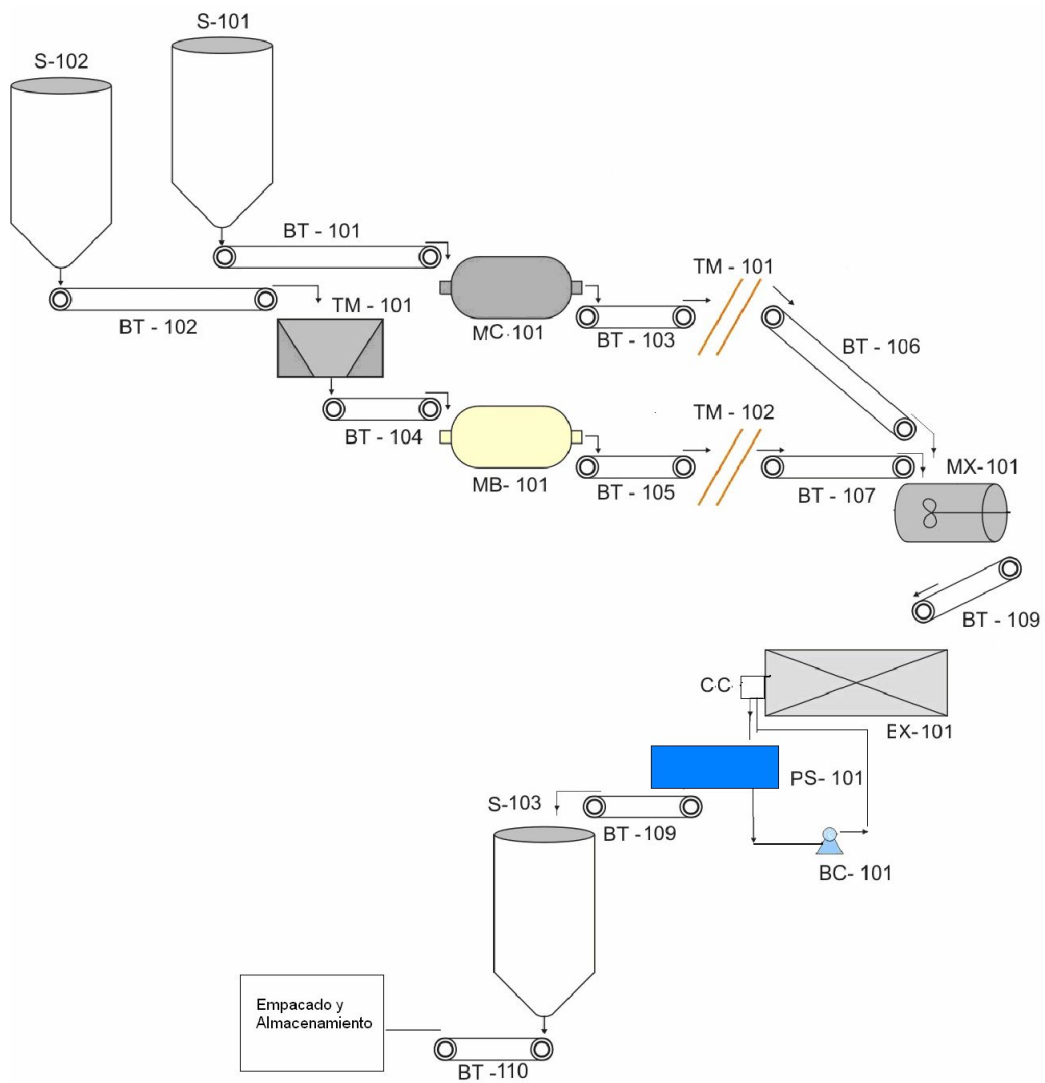 S-101
S-102
BT - 101
TM - 101
BT - 102
TM - 101
MC.101
BT - 103
BT - 106
TM - 102
BT - 104
MX-101
MB- 101
BT - 105
BT - 107
BT - 109
C.C.
EX-101
PS- 101
S-103
BT - 109
BC- 101
Empacado y
Almacenamiento
BT -110